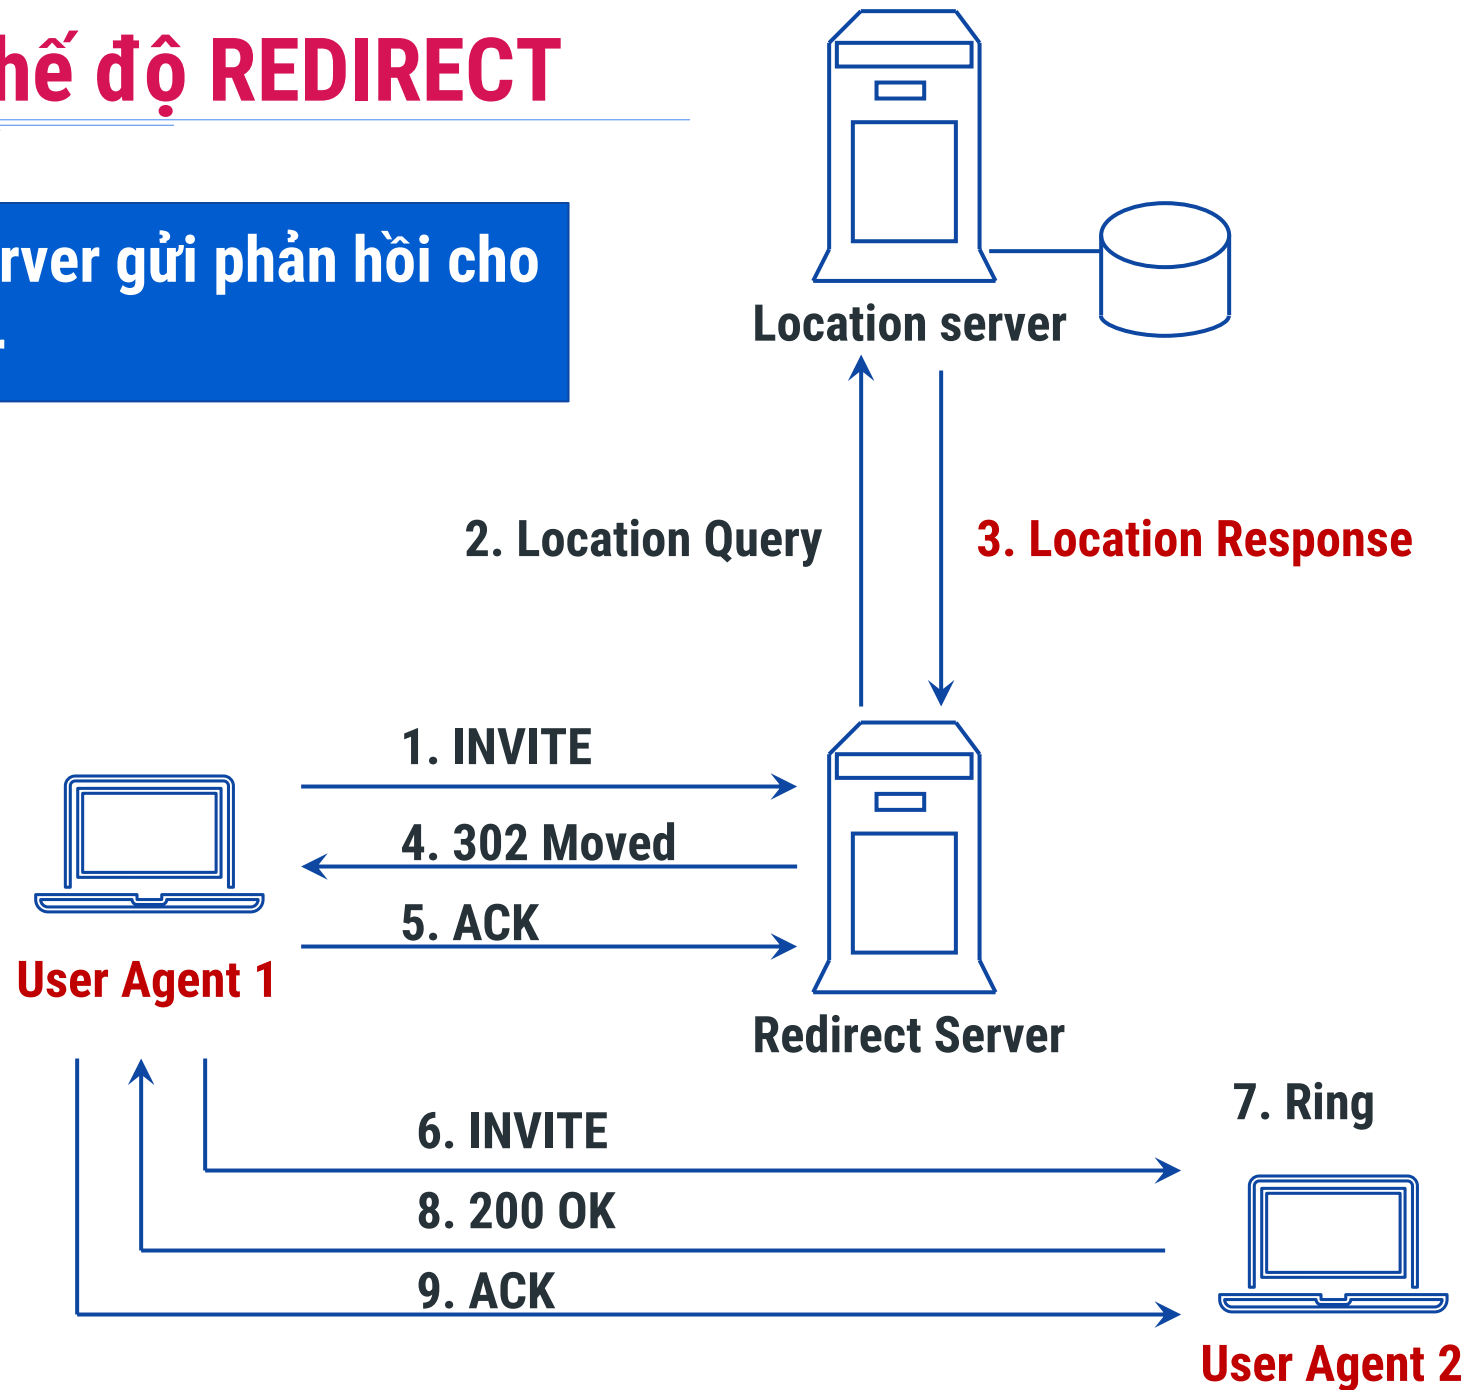 hế độ REDIRECT
rver gửi phản hồi cho
Location server
2. Location Query
3. Location Response
1. INVITE
4. 302 Moved
5. ACK
User Agent 1
Redirect Server
7. Ring
6. INVITE
8. 200 OK
9. ACK
User Agent 2